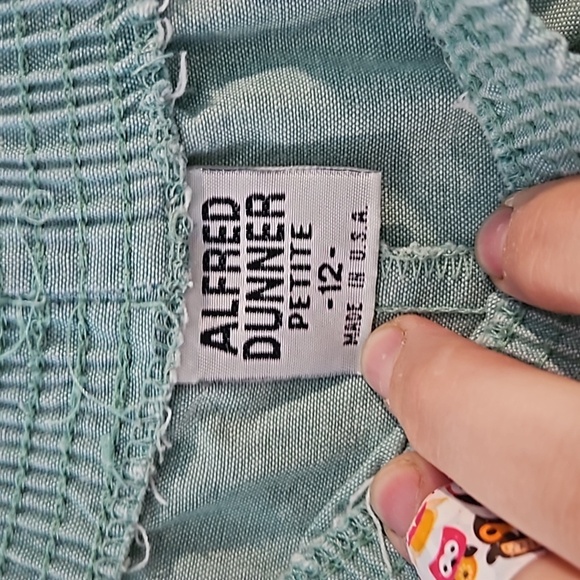 ALFRED
DUNNER
PETITE
-12-
MADE IN U.S.A.